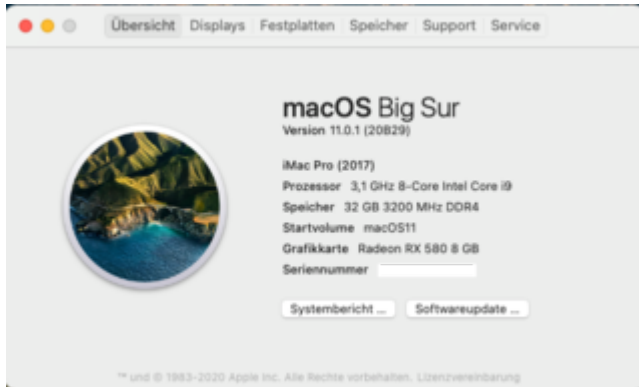 Übersicht Displays Festplatten Speicher Support Service
macOS Big Sur
Version 11.0.1 (20B29)
iMac Pro (2017)
Prozessor 3,1 GHz 8-Core Intel Core i9
Speicher 32 GB 3200 MHz DDR4
Startvolume macOS11
Grafikkarte Radeon RX 580 8 GB
Seriennummer
Systembericht ... Softwareupdate ...
™ und © 1983-2020 Apple Inc. Alle Rechte vorbehalten. Lizenzvereinbarung